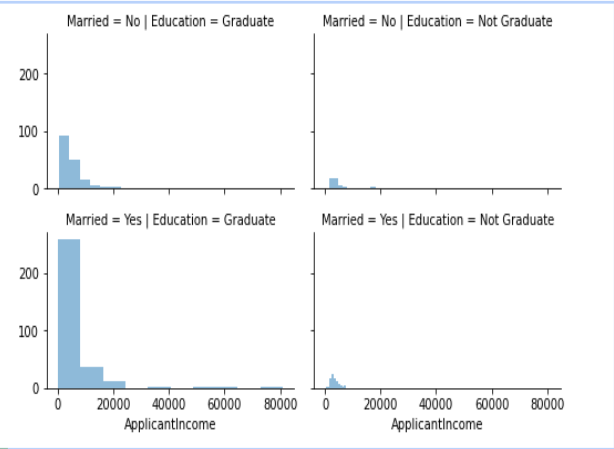 Married = No | Education = Graduate
Married = No | Education = Not Graduate
200
100
0
Married = Yes | Education = Graduate
Married = Yes | Education = Not Graduate
200
100
0
0 20000 40000 60000 80000
0 20000 40000 60000 80000
ApplicantIncome
ApplicantIncome